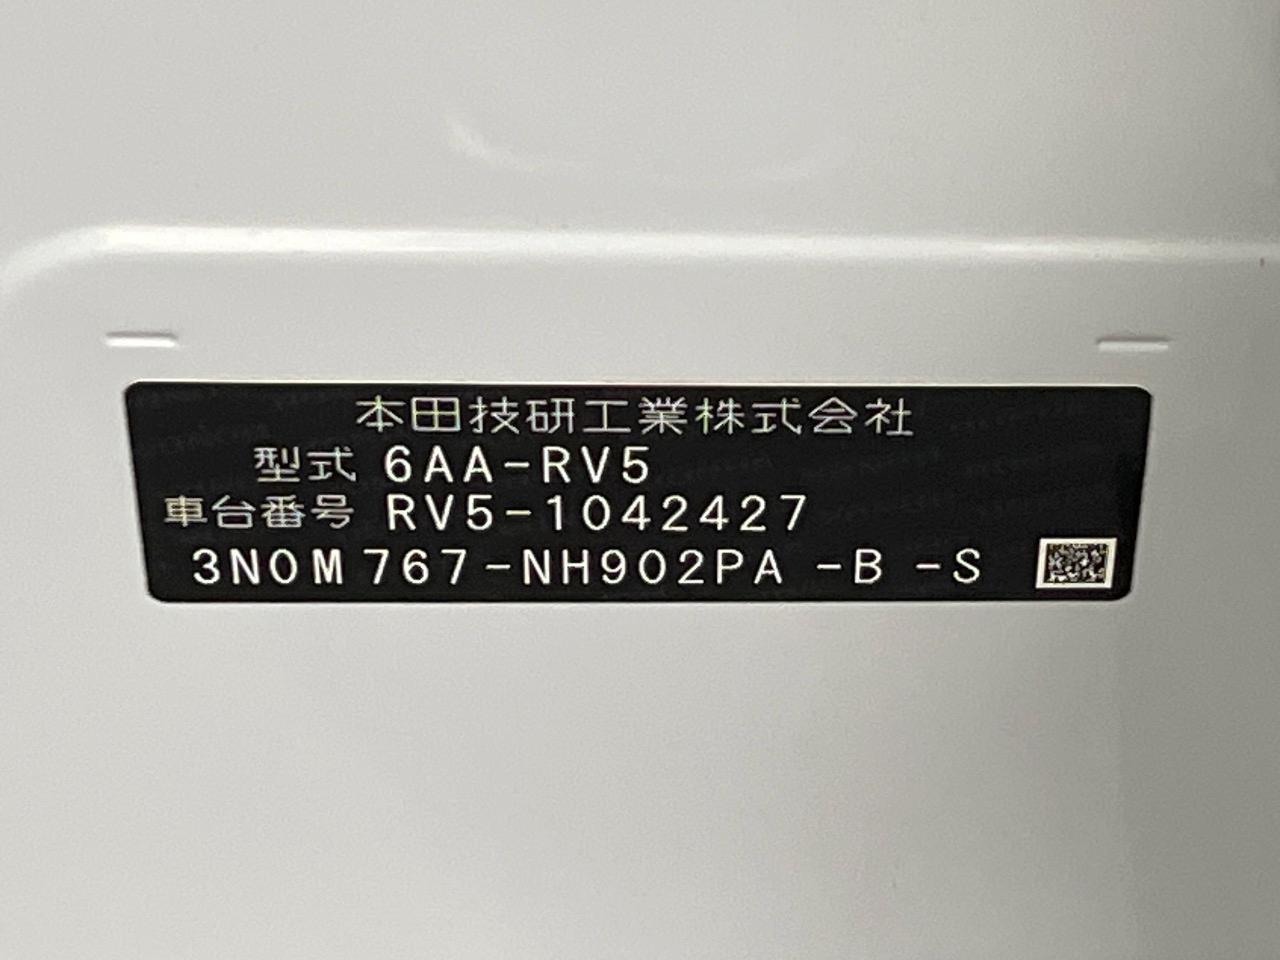 本田技研工業株式会社
型式 6AA-RV5
車台番号 RV5-1042427
3N0M767-NH902PA -B -S